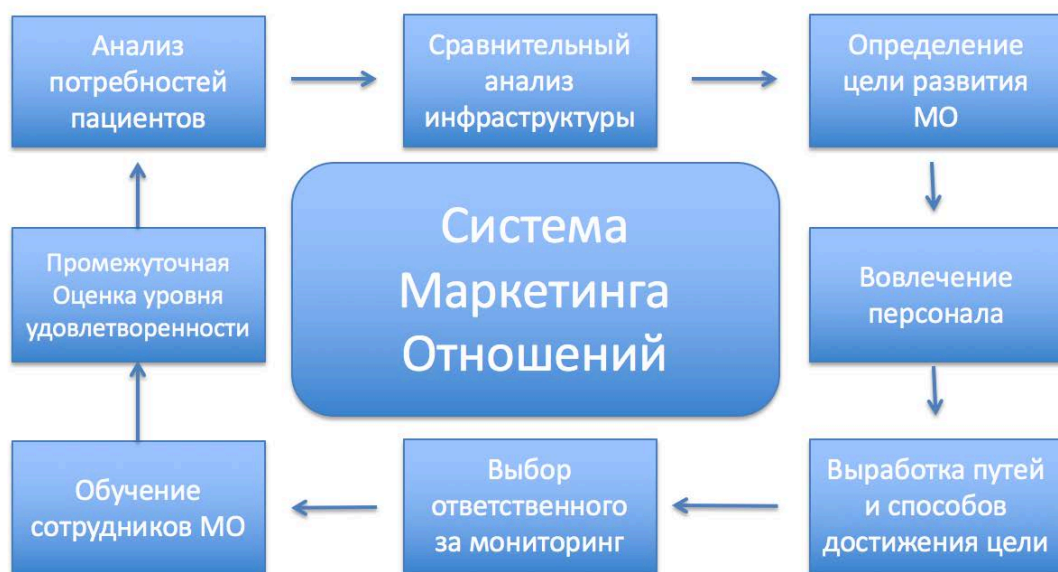 Анализ
потребностей
пациентов
Сравнительный
анализ
инфраструктуры
Определение
цели развития
МО
Система
Маркетинга
Отношений
Промежуточная
Оценка уровня
удовлетворенности
Вовлечение
персонала
Обучение
сотрудников МО
Выбор
ответственного
за мониторинг
Выработка путей
и способов
достижения цели